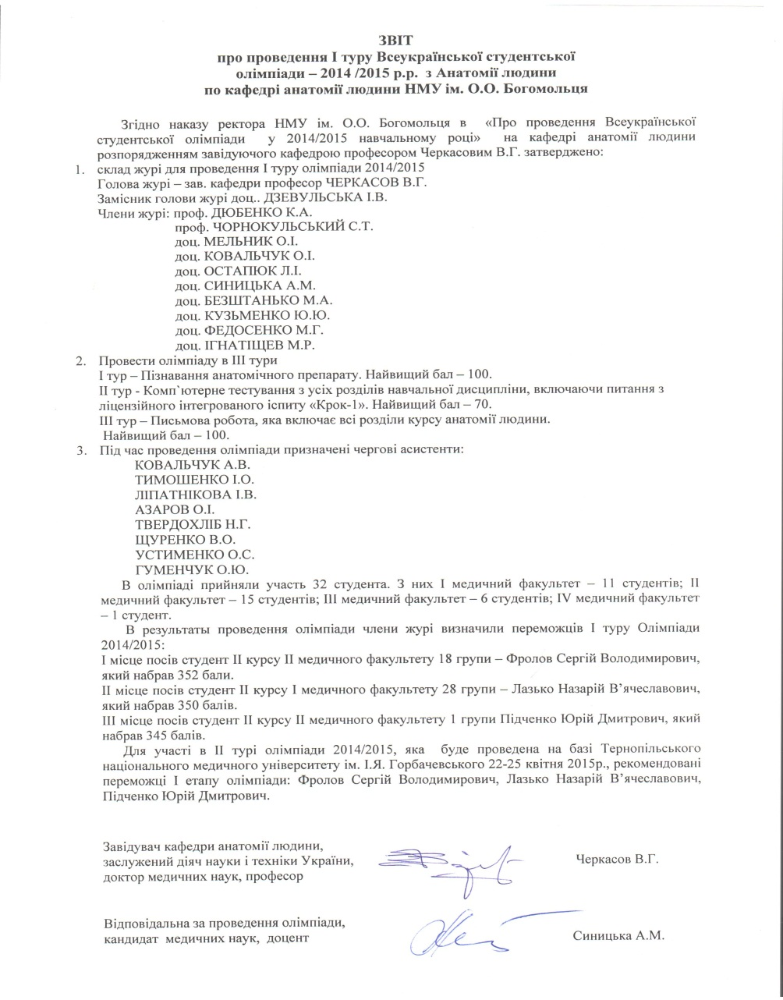 ЗВІТ
про проведення І туру Всеукраїнської студентської
олімпіади – 2014 /2015 р.р. з Анатомії людини
по кафедрі анатомії людини НМУ ім. О.О. Богомольця
Згідно наказу ректора НМУ ім. О.О. Богомольця в «Про проведення Всеукраїнської
студентської олімпіади у 2014/2015 навчальному році» на кафедрі анатомії людини
розпорядженням завідуючого кафедрою професором Черкасовим В.Г. затверджено:
1. склад журі для проведення І туру олімпіади 2014/2015
Голова журі – зав. кафедри професор ЧЕРКАСОВ В.Г.
Замісник голови журі доц.. ДЗЕВУЛЬСЬКА І.В.
Члени журі: проф. ДЮБЕНКО К.А.
проф. ЧОРНОКУЛЬСЬКИЙ С.Т.
доц. МЕЛЬНИК О.І.
доц. КОВАЛЬЧУК О.І.
доц. ОСТАПЮК Л.І.
доц. СИНИЦЬКА А.М.
доц. БЕЗШТАНЬКО М.А.
доц. КУЗЬМЕНКО Ю.Ю.
доц. ФЕДОСЕНКО М.Г.
доц. ІГНАТІЩЕВ М.Р.
2. Провести олімпіаду в ІІІ тури
І тур – Пізнавання анатомічного препарату. Найвищий бал – 100.
ІІ тур - Комп`ютерне тестування з усіх розділів навчальної дисципліни, включаючи питання з
ліцензійного інтегрованого іспиту «Крок-1». Найвищий бал – 70.
ІІІ тур – Письмова робота, яка включає всі розділи курсу анатомії людини.
Найвищий бал – 100.
3. Під час проведення олімпіади призначені чергові асистенти:
КОВАЛЬЧУК А.В.
ТИМОШЕНКО І.О.
ЛІПАТНІКОВА І.В.
АЗАРОВ О.І.
ТВЕРДОХЛІБ Н.Г.
ЩУРЕНКО В.О.
УСТИМЕНКО О.С.
ГУМЕНЧУК О.Ю.
В олімпіаді прийняли участь 32 студента. З них І медичний факультет – 11 студентів; ІІ
медичний факультет – 15 студентів; ІІІ медичний факультет – 6 студентів; IV медичний факультет
– 1 студент.
В результаты проведення олімпіади члени журі визначили переможців І туру Олімпіади
2014/2015:
І місце посів студент ІІ курсу ІІ медичного факультету 18 групи – Фролов Сергій Володимирович,
який набрав 352 бали.
ІІ місце посів студент ІІ курсу І медичного факультету 28 групи – Лазько Назарій В’ячеславович,
який набрав 350 балів.
ІІІ місце посів студент ІІ курсу ІІ медичного факультету 1 групи Підченко Юрій Дмитрович, який
набрав 345 балів.
Для участі в ІІ турі олімпіади 2014/2015, яка буде проведена на базі Тернопільського
національного медичного університету ім. І.Я. Горбачевського 22-25 квітня 2015р., рекомендовані
переможці І етапу олімпіади: Фролов Сергій Володимирович, Лазько Назарій В’ячеславович,
Підченко Юрій Дмитрович.
Завідувач кафедри анатомії людини,
заслужений діяч науки і техніки України,
доктор медичних наук, професор
Черкасов В.Г.
Відповідальна за проведення олімпіади,
кандидат медичних наук, доцент
Синицька А.М.